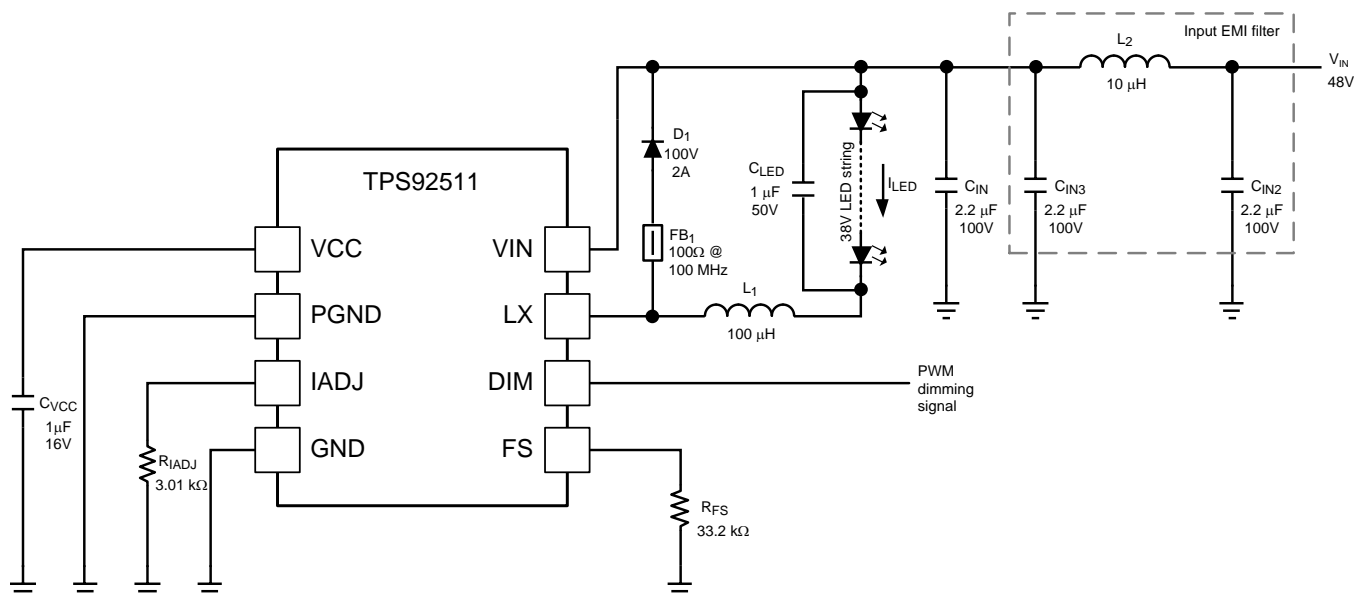 Input EMI filter
L2
10 μH
VIN
48V
D1
100V
2A
CLED
1 μF
50V
38V LED string
ILED
CIN
2.2 μF
100V
CIN3
2.2 μF
100V
CIN2
2.2 μF
100V
TPS92511
FB1
100Ω @
100 MHz
VCC
VIN
L1
100 μH
PGND
LX
IADJ
DIM
PWM
dimming
signal
CVCC
1μF
16V
GND
FS
RIADJ
3.01 kΩ
RFS
33.2 kΩ